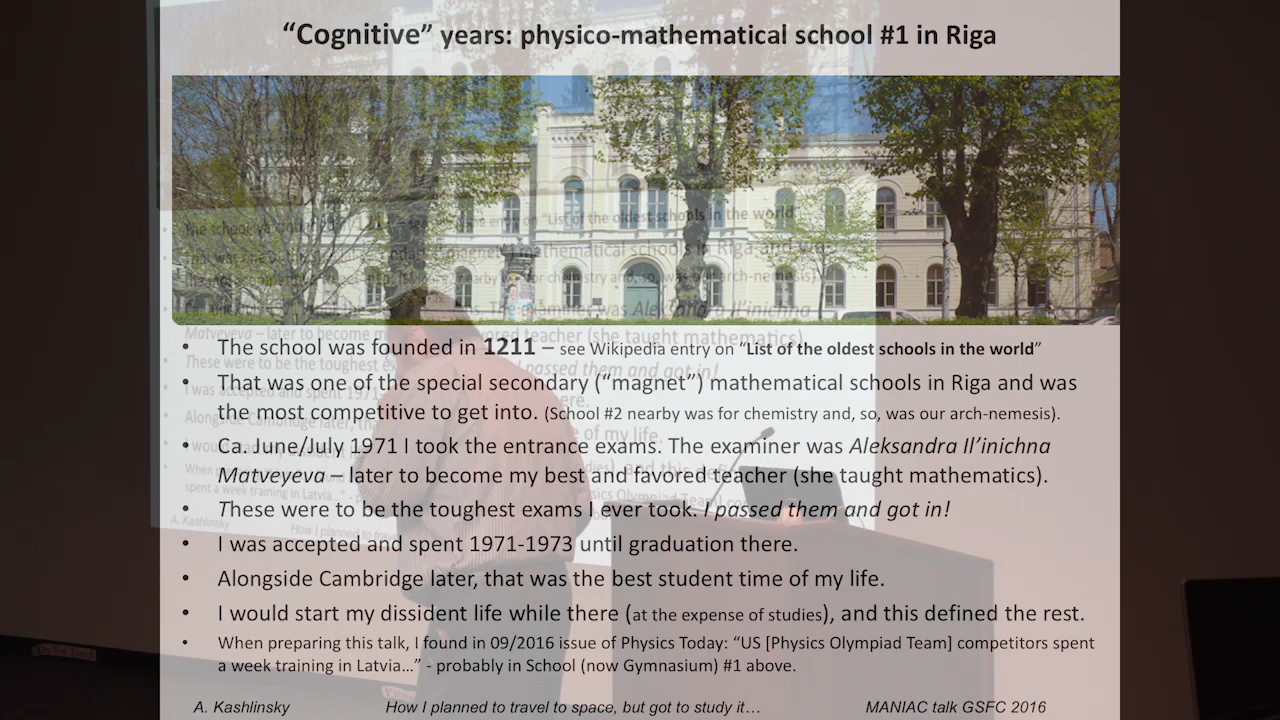 “Cognitive” years: physico-mathematical school #1 in Riga
• The school was founded in 1211 – see Wikipedia entry on “List of the oldest schools in the world”
• That was one of the special secondary (“magnet”) mathematical schools in Riga and was
the most competitive to get into. (School #2 nearby was for chemistry and, so, was our arch-nemesis).
• Ca. June/July 1971 I took the entrance exams. The examiner was Aleksandra Il’inichna
Matveyeva – later to become my best and favored teacher (she taught mathematics).
• These were to be the toughest exams I ever took. I passed them and got in!
• I was accepted and spent 1971-1973 until graduation there.
• Alongside Cambridge later, that was the best student time of my life.
• I would start my dissident life while there (at the expense of studies), and this defined the rest.
• When preparing this talk, I found in 09/2016 issue of Physics Today: “US [Physics Olympiad Team] competitors spent
a week training in Latvia…” - probably in School (now Gymnasium) #1 above.
A. Kashlinsky How I planned to travel to space, but got to study it… MANIAC talk GSFC 2016